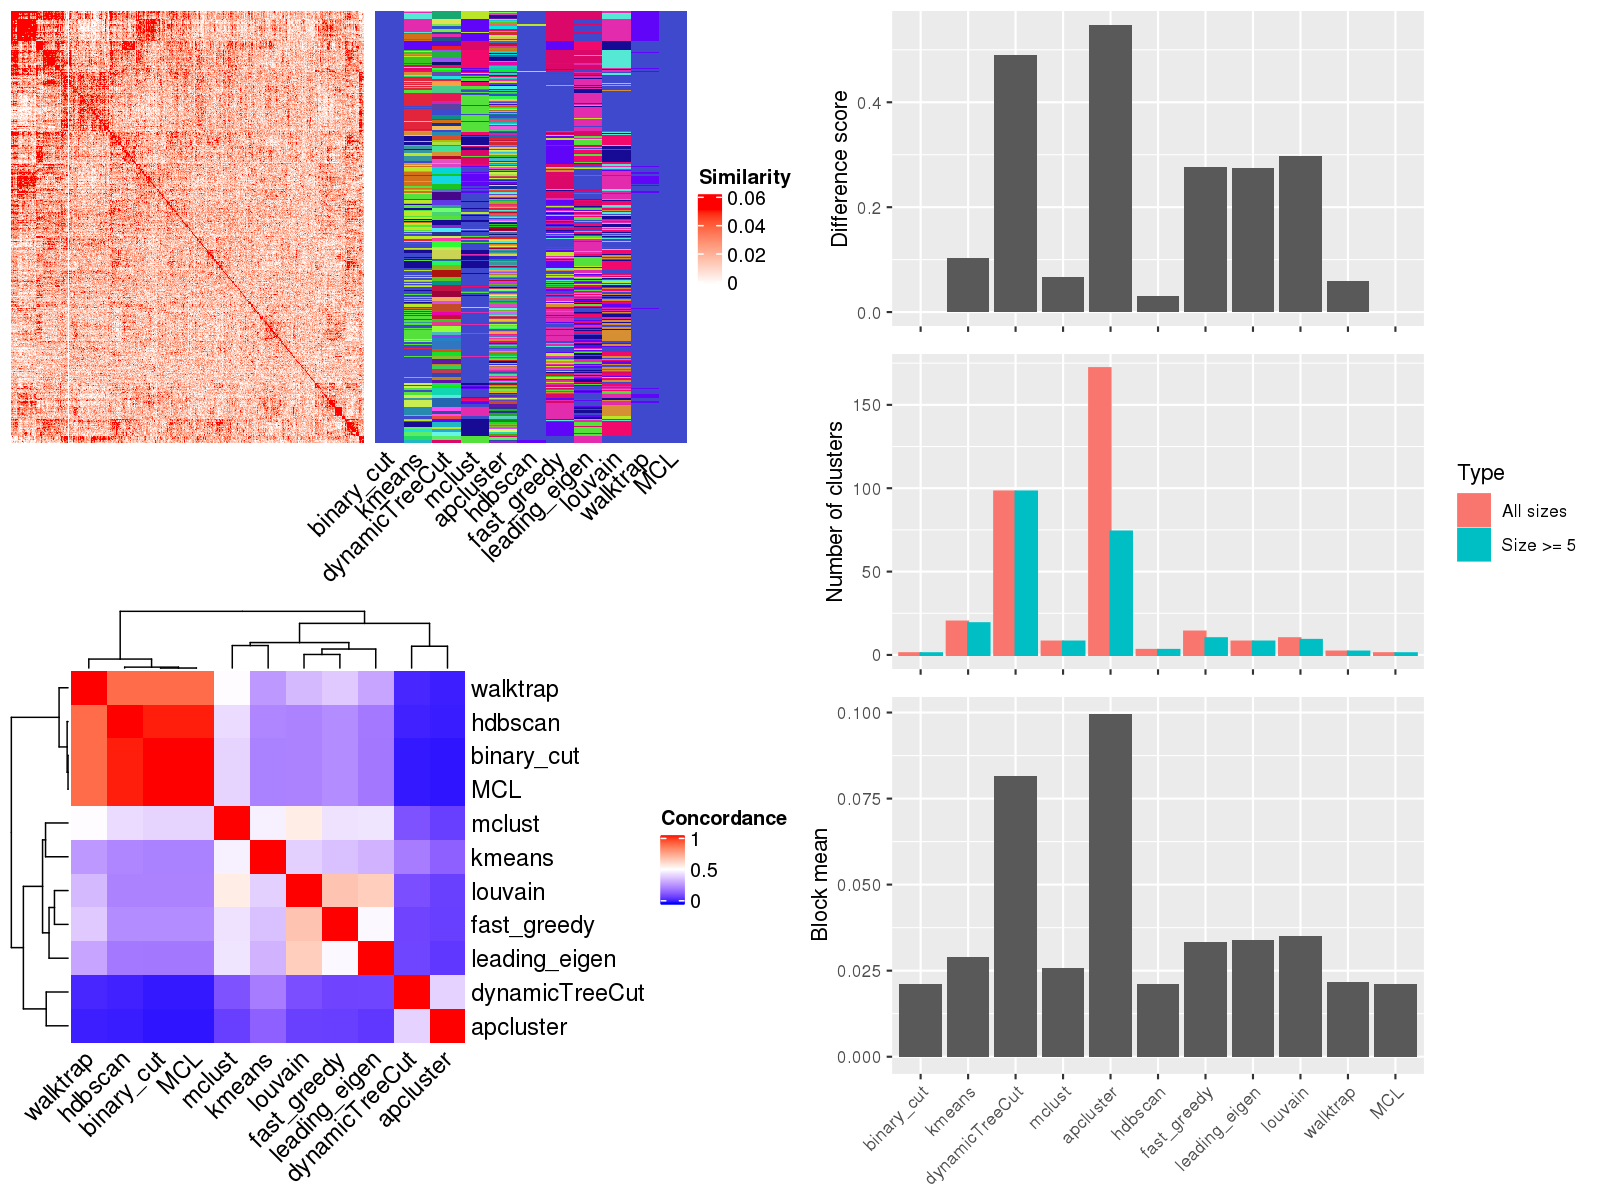 Similarity
0.06
0.04
0.02
0
binary_cut
kmeans
dynamicTreeCut
mclust
apcluster
hdbscan
fast_greedy
leading_eigen
louvain
walktrap
MCL
walktrap
hdbscan
binary_cut
MCL
mclust
kmeans
louvain
fast_greedy
leading_eigen
dynamicTreeCut
apcluster
Concordance
1
0.5
0
walktrap
hdbscan
binary_cut
MCL
mclust
kmeans
louvain
fast_greedy
leading_eigen
dynamicTreeCut
apcluster
Difference score
0.4
0.2
0.0
Number of clusters
150
100
50
0
Type
All sizes
Size >= 5
Block mean
0.100
0.075
0.050
0.025
0.000
binary_cut
kmeans
dynamicTreeCut
mclust
apcluster
hdbscan
fast_greedy
leading_eigen
louvain
walktrap
MCL